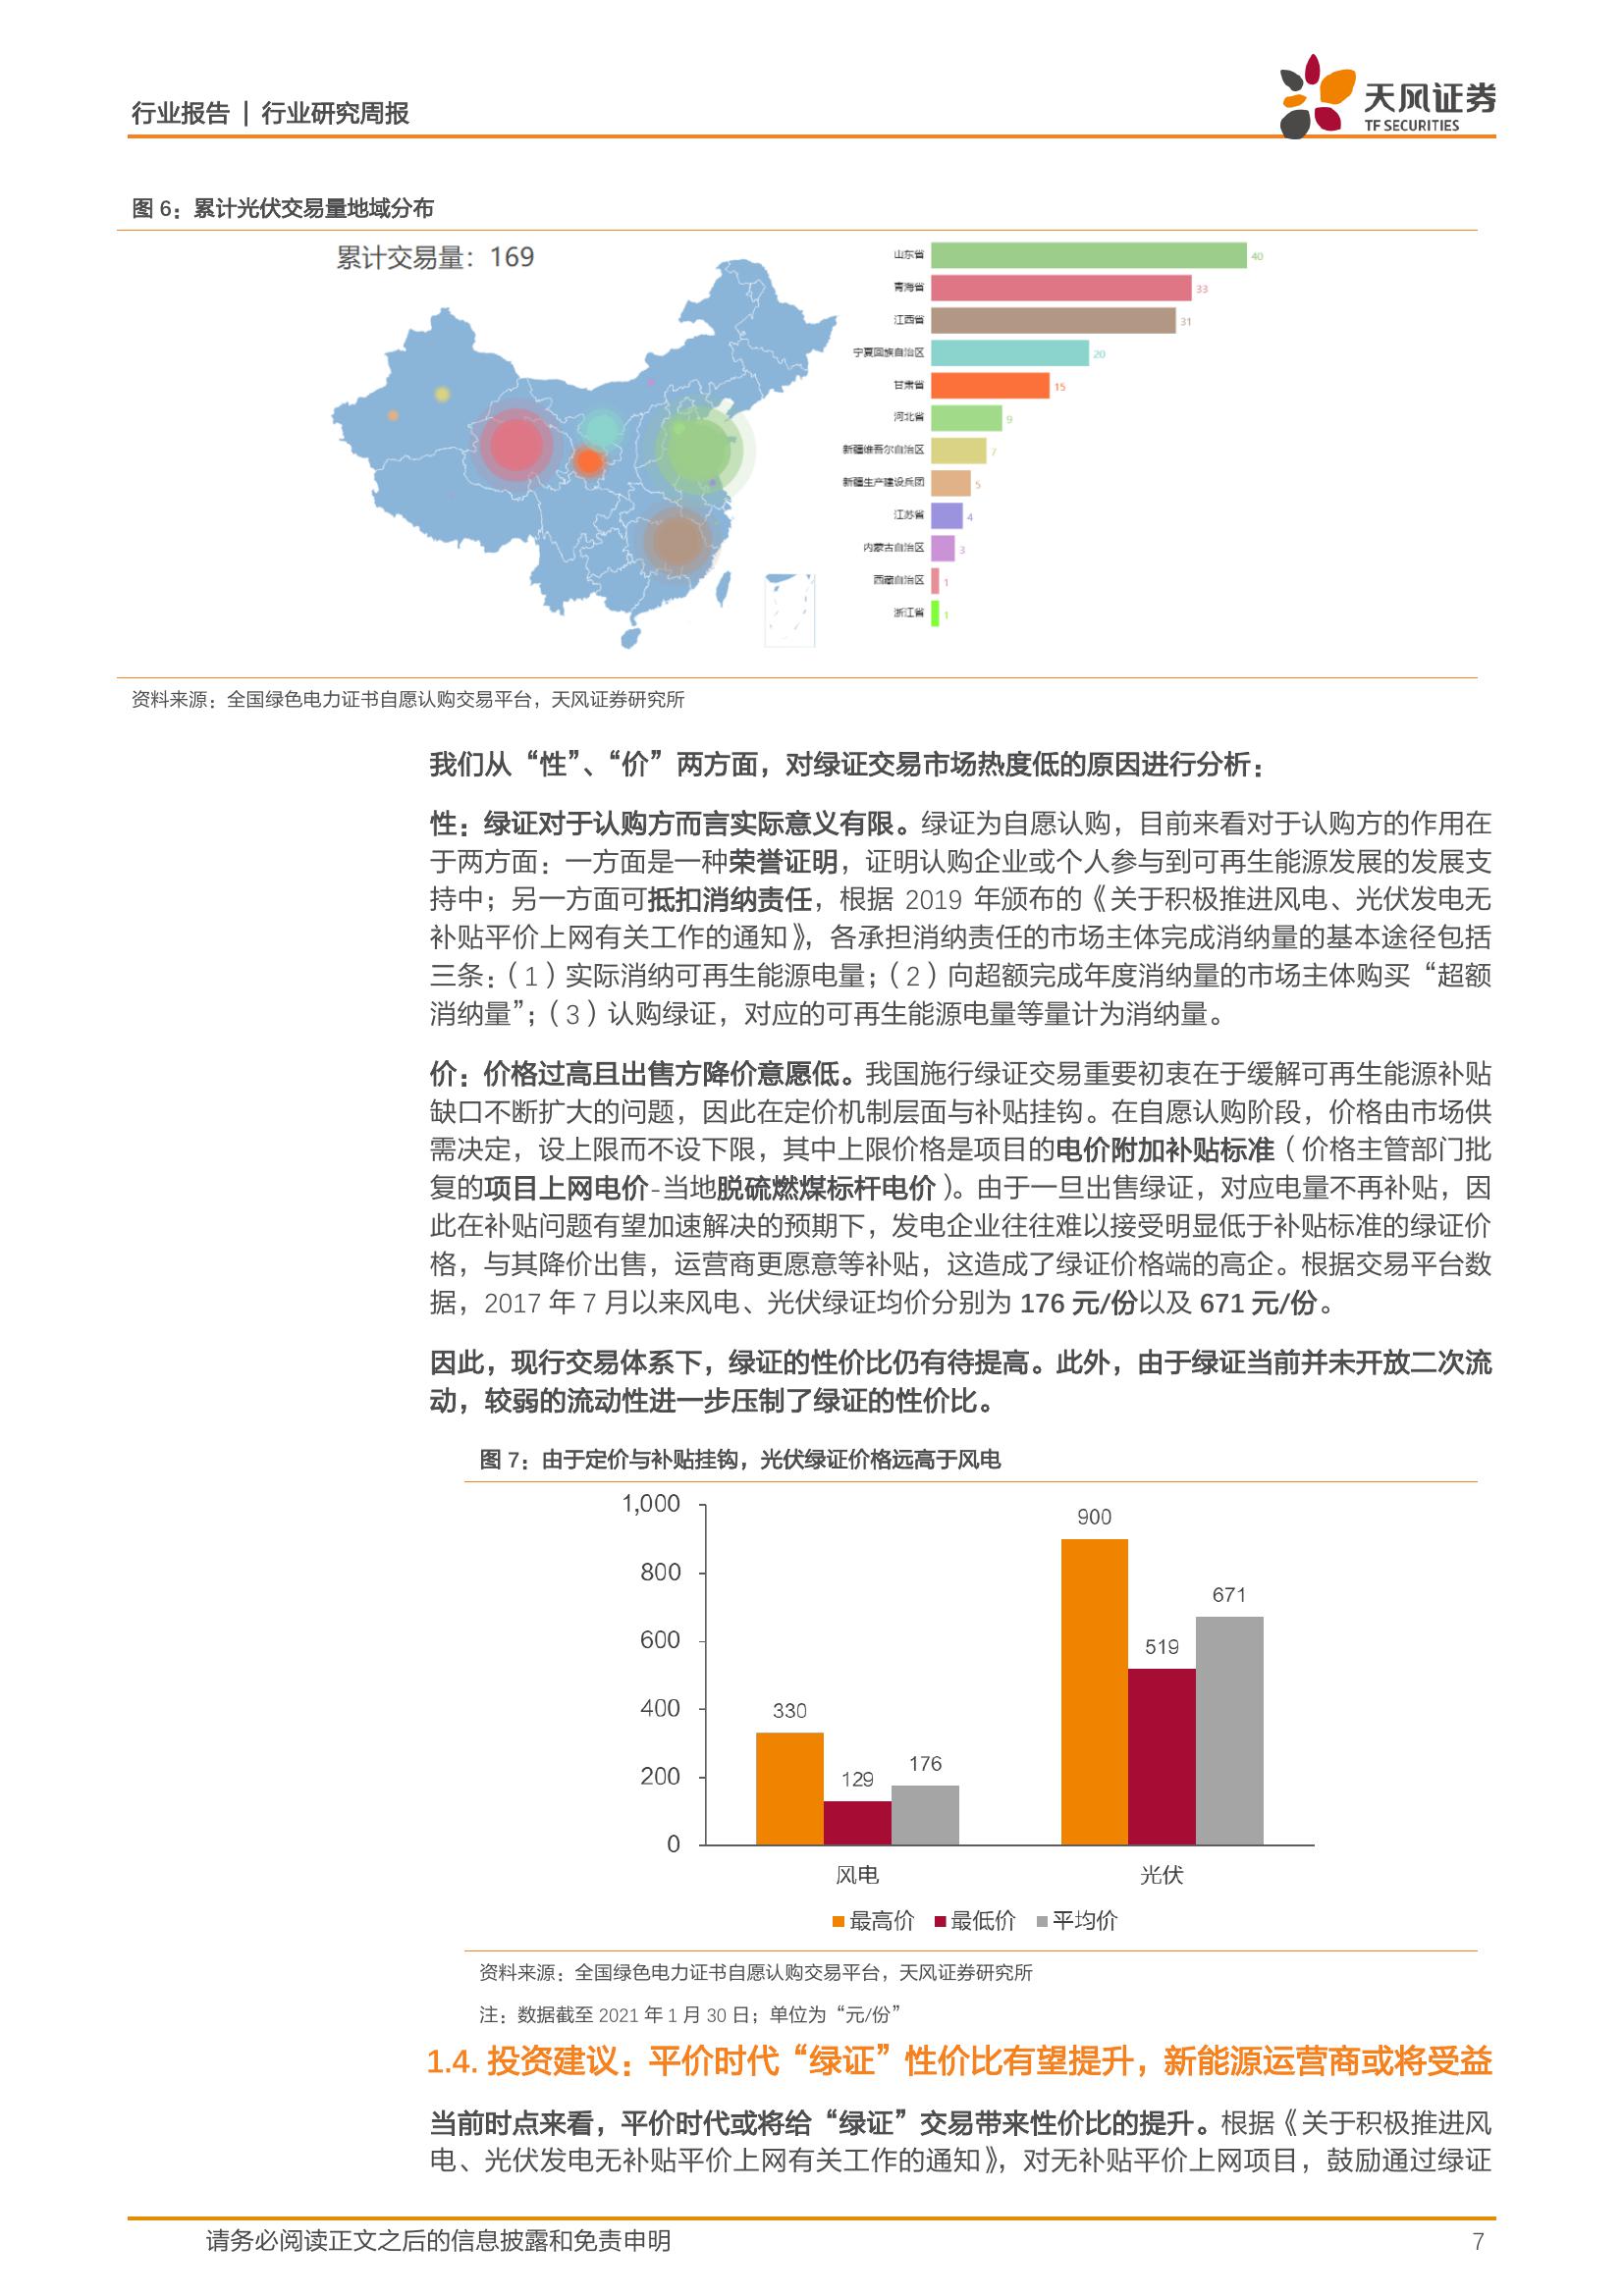 行业报告 | 行业研究周报
天风证券
TF SECURITIES
图 6：累计光伏交易量地域分布
累计交易量：169
山东省 40
青海省 33
江西省 31
宁夏回族自治区 20
甘肃省 15
河北省 9
新疆维吾尔自治区 7
新疆生产建设兵团 5
江苏省 4
内蒙古自治区 3
西藏自治区 1
浙江省 1
资料来源：全国绿色电力证书自愿认购交易平台，天风证券研究所
我们从“性”、“价”两方面，对绿证交易市场热度低的原因进行分析：
性：绿证对于认购方而言实际意义有限。绿证为自愿认购，目前来看对于认购方的作用在
于两方面：一方面是一种荣誉证明，证明认购企业或个人参与到可再生能源发展的发展支
持中；另一方面可抵扣消纳责任，根据 2019 年颁布的《关于积极推进风电、光伏发电无
补贴平价上网有关工作的通知》，各承担消纳责任的市场主体完成消纳量的基本途径包括
三条：（1）实际消纳可再生能源电量；（2）向超额完成年度消纳量的市场主体购买“超额
消纳量”；（3）认购绿证，对应的可再生能源电量等量计为消纳量。
价：价格过高且出售方降价意愿低。我国施行绿证交易重要初衷在于缓解可再生能源补贴
缺口不断扩大的问题，因此在定价机制层面与补贴挂钩。在自愿认购阶段，价格由市场供
需决定，设上限而不设下限，其中上限价格是项目的电价附加补贴标准（价格主管部门批
复的项目上网电价-当地脱硫燃煤标杆电价）。由于一旦出售绿证，对应电量不再补贴，因
此在补贴问题有望加速解决的预期下，发电企业往往难以接受明显低于补贴标准的绿证价
格，与其降价出售，运营商更愿意等补贴，这造成了绿证价格端的高企。根据交易平台数
据，2017 年 7 月以来风电、光伏绿证均价分别为 176 元/份以及 671 元/份。
因此，现行交易体系下，绿证的性价比仍有待提高。此外，由于绿证当前并未开放二次流
动，较弱的流动性进一步压制了绿证的性价比。
图 7：由于定价与补贴挂钩，光伏绿证价格远高于风电
1,000
800
600
400
200
0
330
129
176
900
519
671
风电
光伏
最高价 最低价 平均价
资料来源：全国绿色电力证书自愿认购交易平台，天风证券研究所
注：数据截至 2021 年 1 月 30 日；单位为“元/份”
1.4. 投资建议：平价时代“绿证”性价比有望提升，新能源运营商或将受益
当前时点来看，平价时代或将给“绿证”交易带来性价比的提升。根据《关于积极推进风
电、光伏发电无补贴平价上网有关工作的通知》，对无补贴平价上网项目，鼓励通过绿证
请务必阅读正文之后的信息披露和免责申明
7